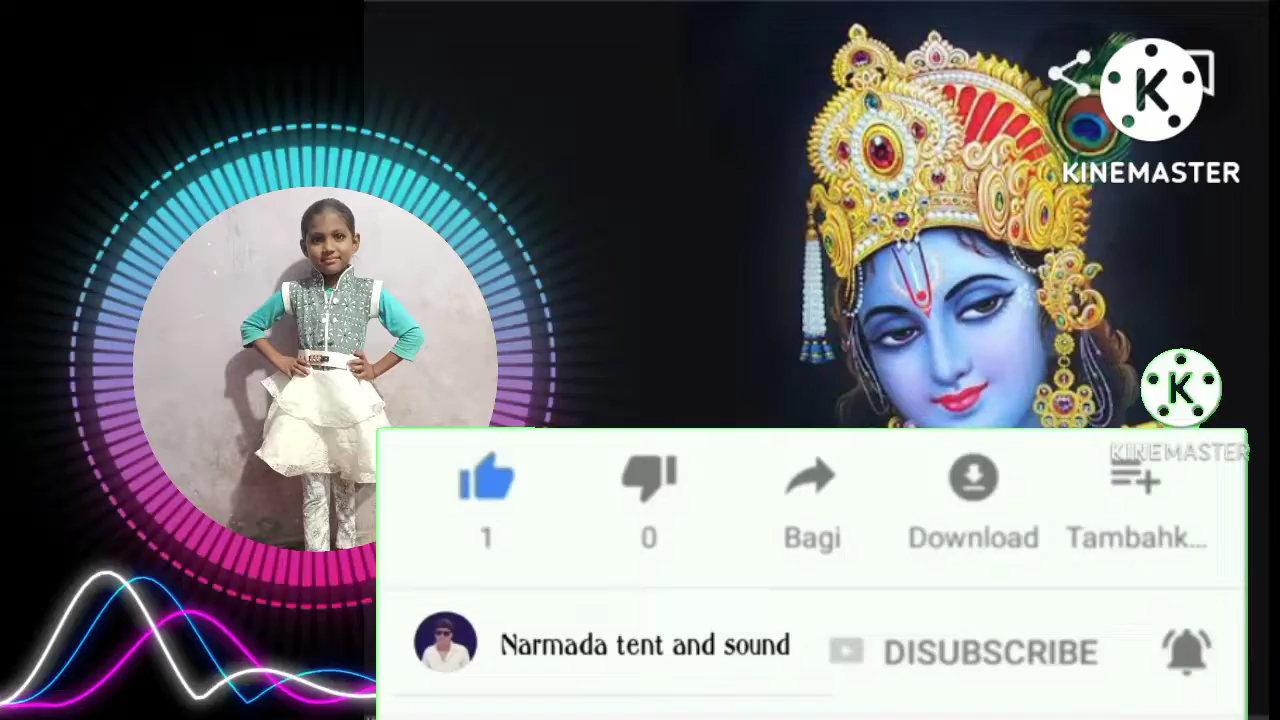 K
KINEMASTER
K
KINEMASTER
1
0
Bagi
Download
Tambahk...
Narmada tent and sound
DISUBSCRIBE